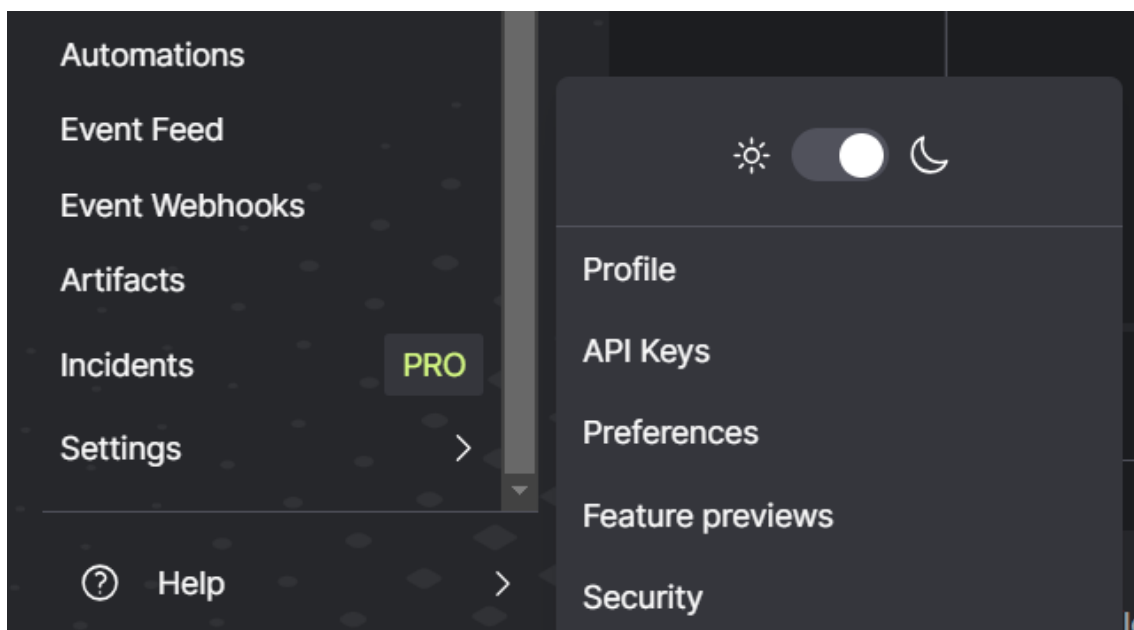 Automations
Event Feed
Event Webhooks
Artifacts
Incidents PRO
Settings
Help
Profile
API Keys
Preferences
Feature previews
Security